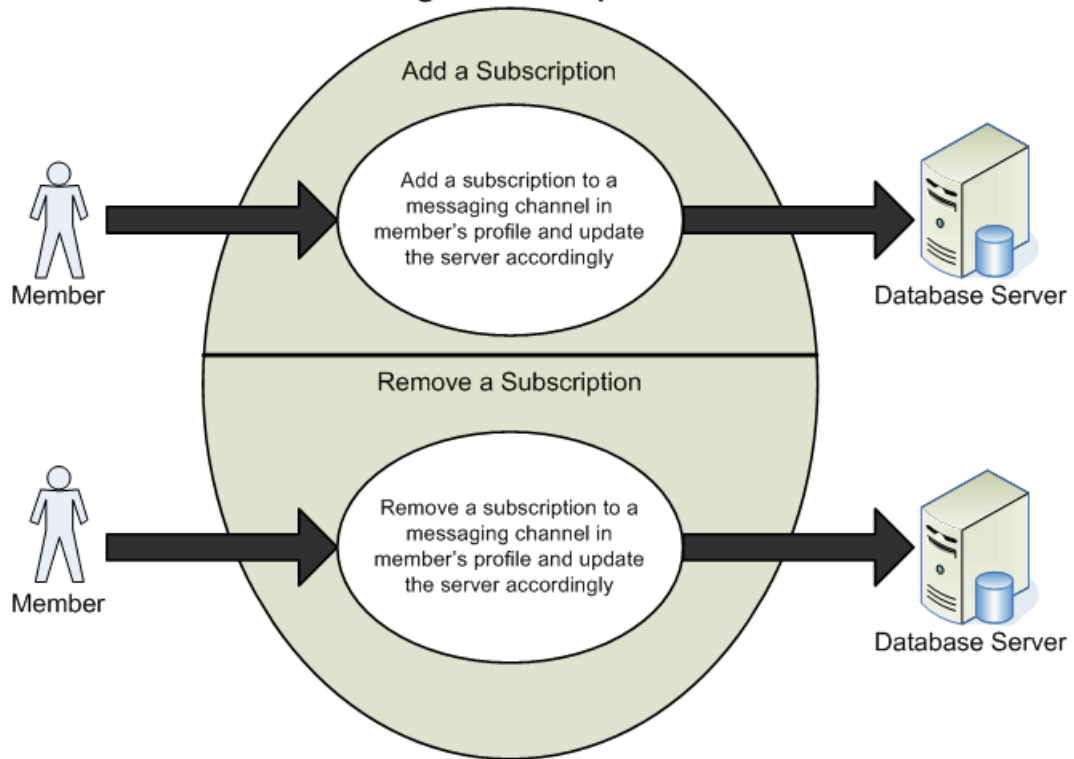 Add a Subscription
Add a subscription to a
messaging channel in
member's profile and update
the server accordingly
Member
Database Server
Remove a Subscription
Remove a subscription to a
messaging channel in
member's profile and update
the server accordingly
Member
Database Server